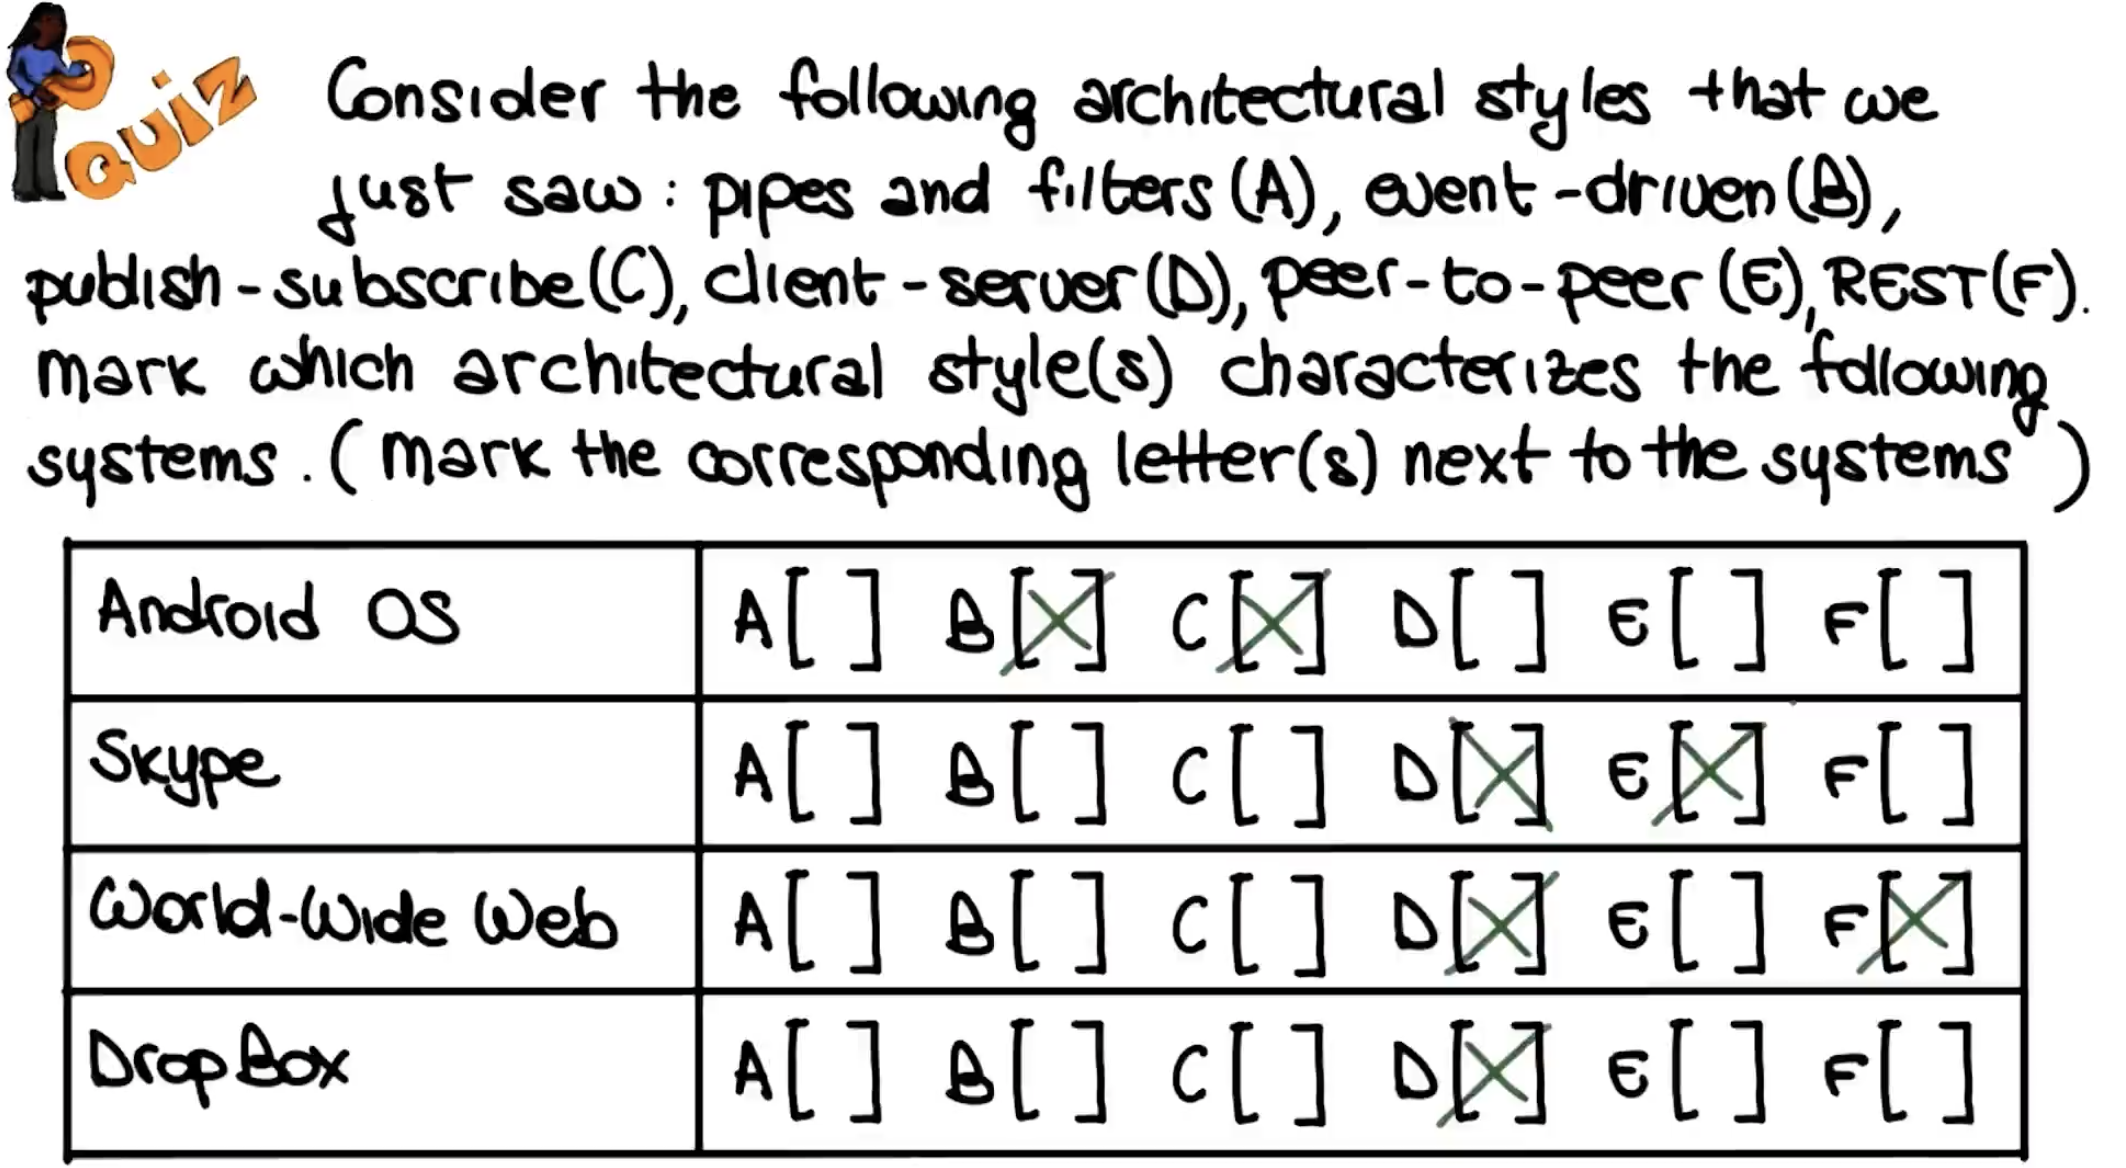 QUIZ
Consider the following architectural styles that we
just saw: pipes and filters (A), event-driven (B),
publish-subscribe (C), client-server (D), peer-to-peer (E), REST (F).
mark which architectural style(s) characterizes the following
systems. (mark the corresponding letter(s) next to the systems)
Android OS A[ ] B[X] C[X] D[ ] E[ ] F[ ]
Skype A[ ] B[ ] C[ ] D[X] E[X] F[ ]
World-Wide Web A[ ] B[ ] C[ ] D[X] E[ ] F[X]
DropBox A[ ] B[ ] C[ ] D[X] E[ ] F[ ]